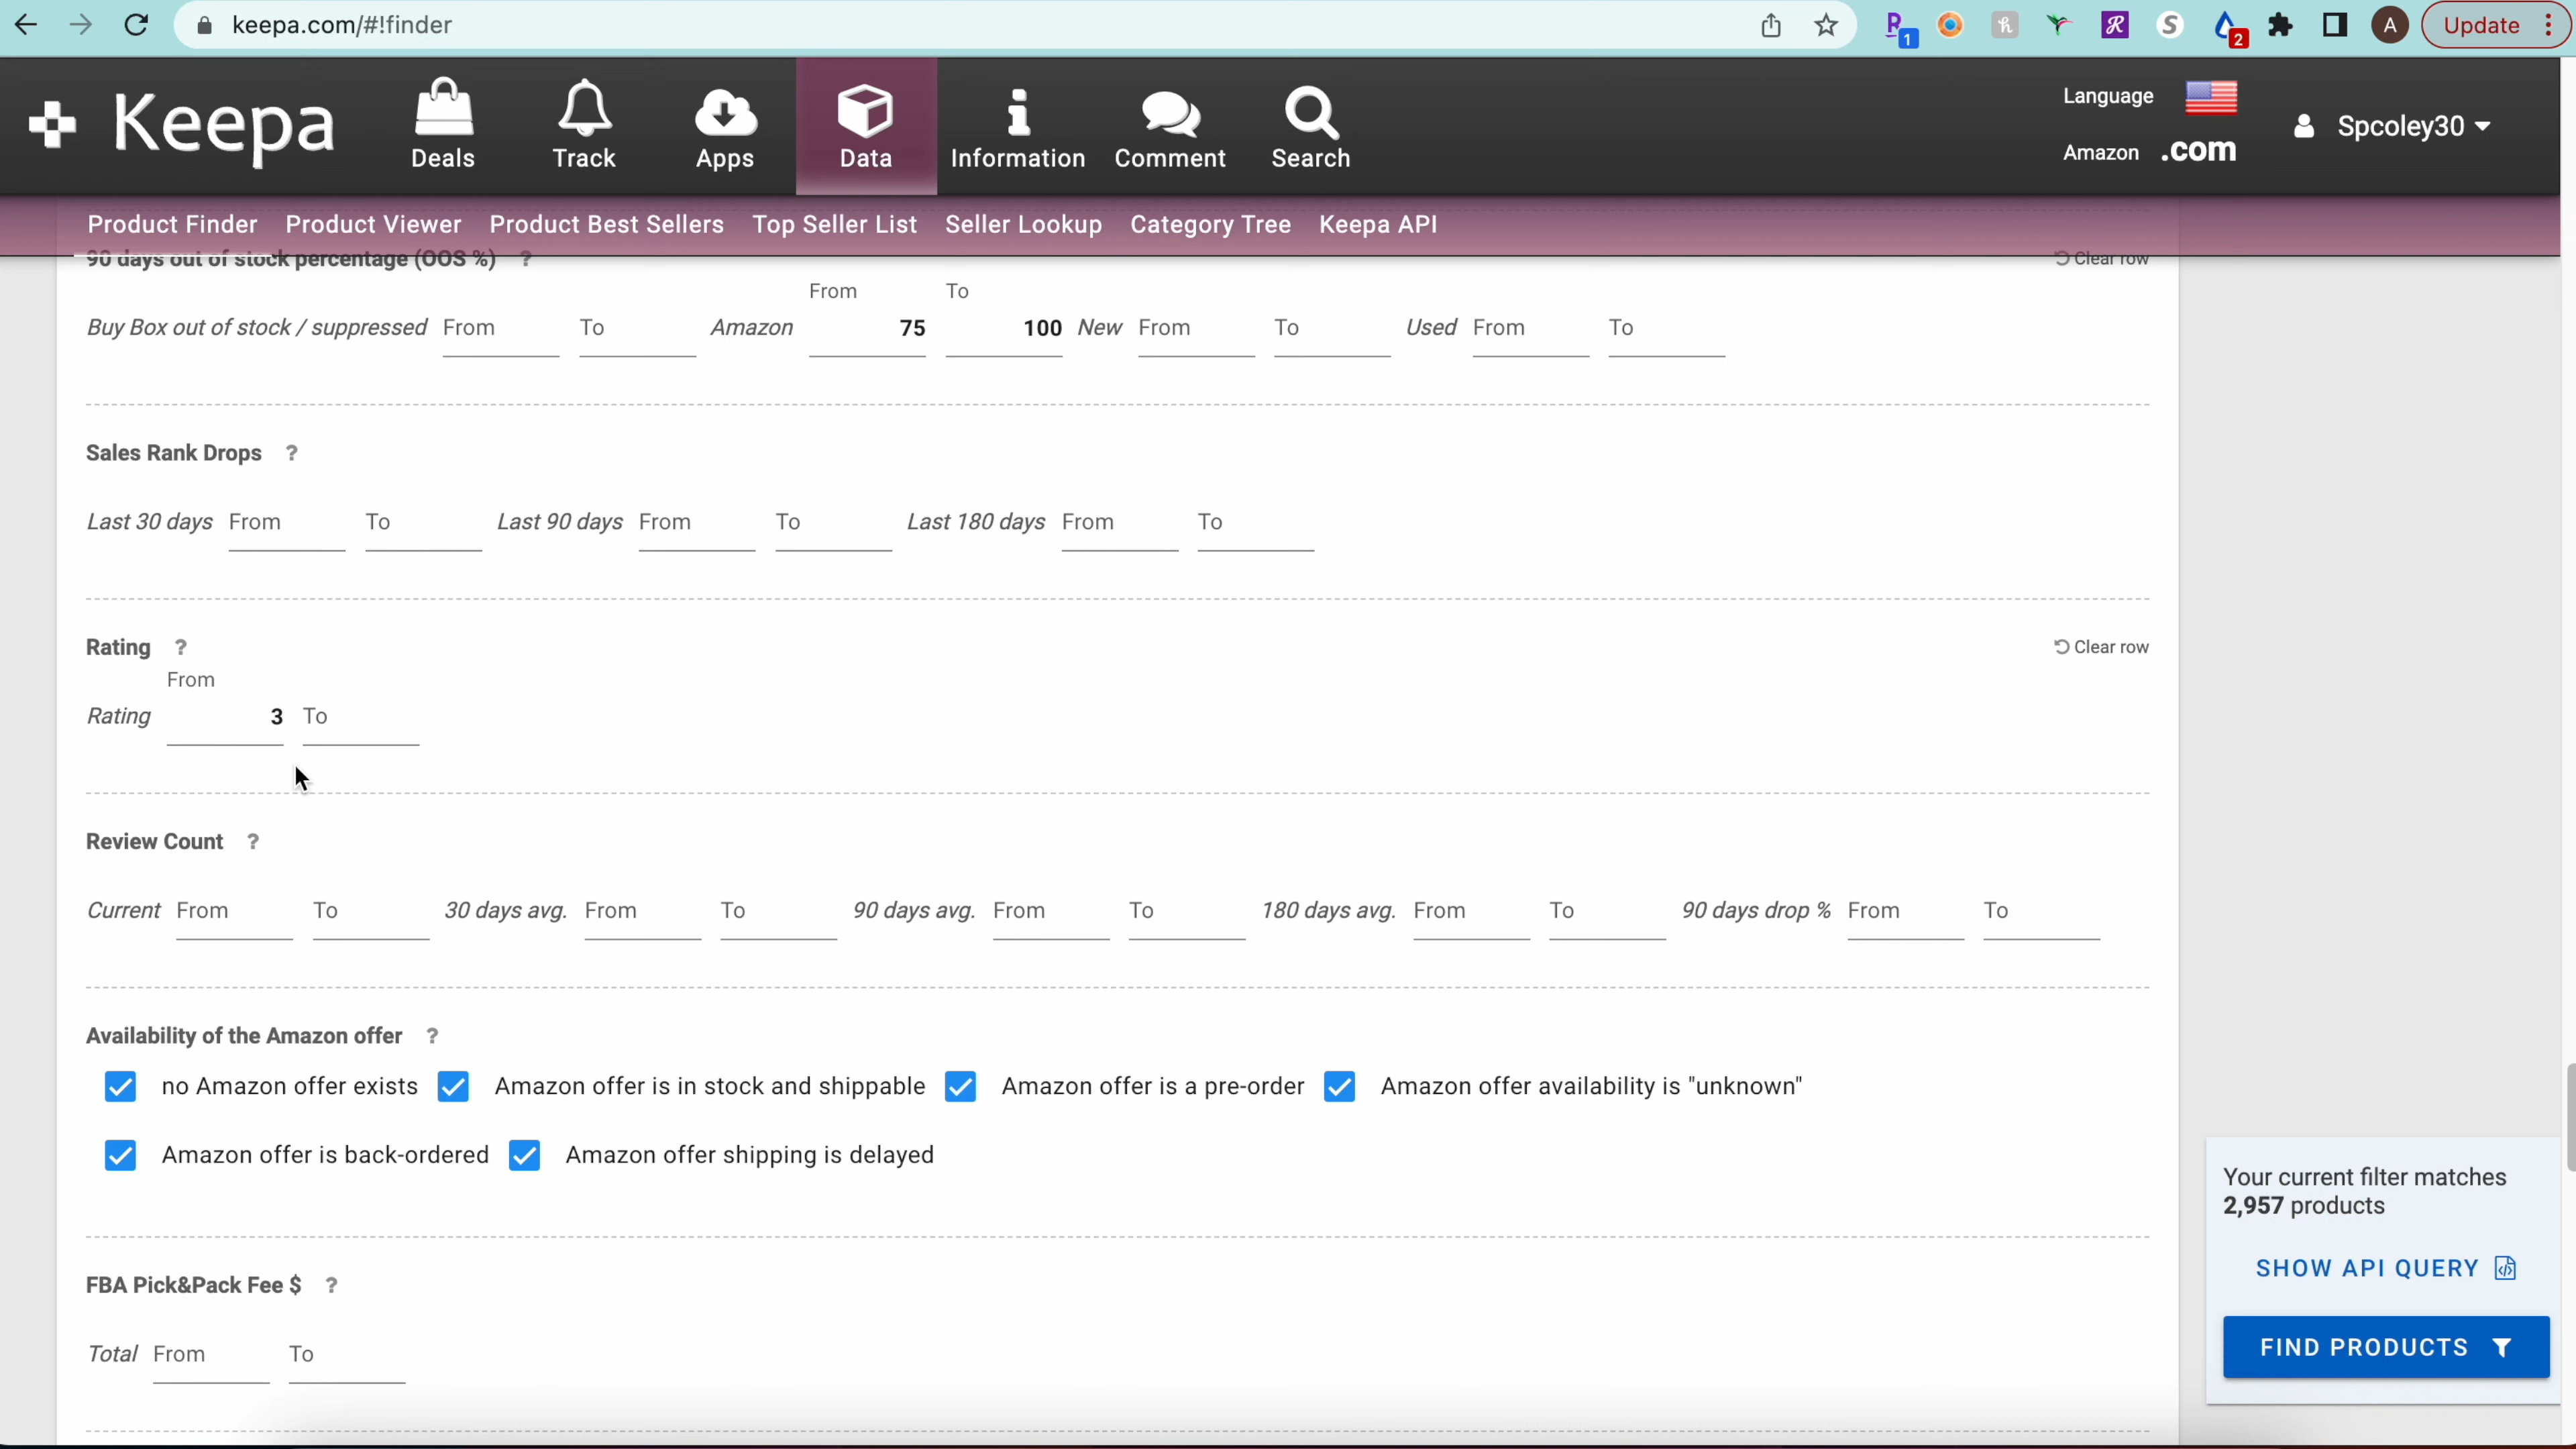 keepa.com/#!finder
1
h
R
S
2
A
Update
Keepa
Deals
Track
Apps
Data
Information
Comment
Search
Language
Amazon .com
Spcoley30
Product Finder Product Viewer Product Best Sellers Top Seller List Seller Lookup Category Tree Keepa API
90 days out of stock percentage (OOS %) ?
Clear row
From To
Buy Box out of stock / suppressed From To Amazon 75 100 New From To Used From To
Sales Rank Drops ?
Last 30 days From To Last 90 days From To Last 180 days From To
Rating ?
Clear row
From
Rating 3 To
Review Count ?
Current From To 30 days avg. From To 90 days avg. From To 180 days avg. From To 90 days drop % From To
Availability of the Amazon offer ?
no Amazon offer exists Amazon offer is in stock and shippable Amazon offer is a pre-order Amazon offer availability is "unknown"
Amazon offer is back-ordered Amazon offer shipping is delayed
FBA Pick&Pack Fee $ ?
Total From To
Your current filter matches
2,957 products
SHOW API QUERY
FIND PRODUCTS